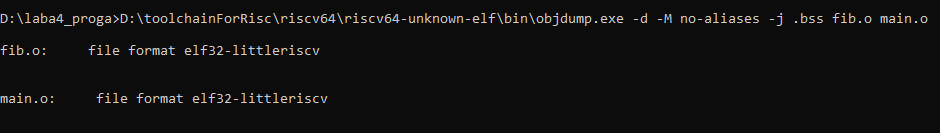 D:\laba4_proga>D:\toolchainForRisc\riscv64\riscv64-unknown-elf\bin\objdump.exe -d -M no-aliases -j .bss fib.o main.o
fib.o:     file format elf32-littleriscv
main.o:     file format elf32-littleriscv